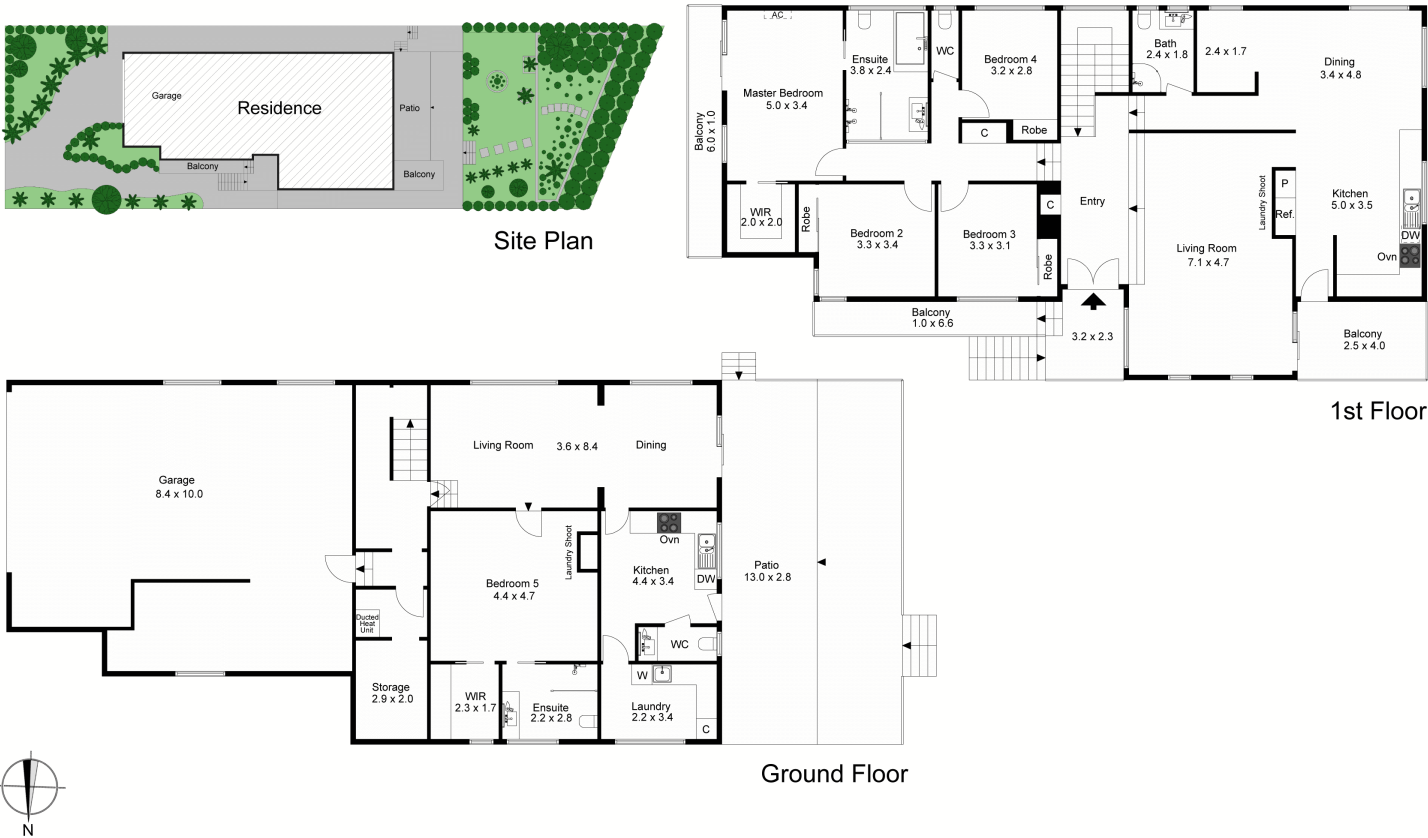 Garage
Residence
Patio
Balcony
Balcony
Site Plan
AC
Master Bedroom
5.0 x 3.4
Ensuite
3.8 x 2.4
WC
Bedroom 4
3.2 x 2.8
Bath
2.4 x 1.8
2.4 x 1.7
Dining
3.4 x 4.8
Balcony
6.0 x 1.0
C
Robe
WIR
2.0 x 2.0
Robe
Bedroom 2
3.3 x 3.4
Bedroom 3
3.3 x 3.1
C
Robe
Entry
Laundry Shoot
P
Ref.
Kitchen
5.0 x 3.5
DW
Ovn
Living Room
7.1 x 4.7
Balcony
1.0 x 6.6
3.2 x 2.3
Balcony
2.5 x 4.0
1st Floor
Garage
8.4 x 10.0
Living Room
3.6 x 8.4
Dining
Laundry Shoot
Ovn
Bedroom 5
4.4 x 4.7
Kitchen
4.4 x 3.4
DW
Patio
13.0 x 2.8
Ducted
Heat
Unit
WC
Storage
2.9 x 2.0
WIR
2.3 x 1.7
Ensuite
2.2 x 2.8
W
Laundry
2.2 x 3.4
C
Ground Floor
N